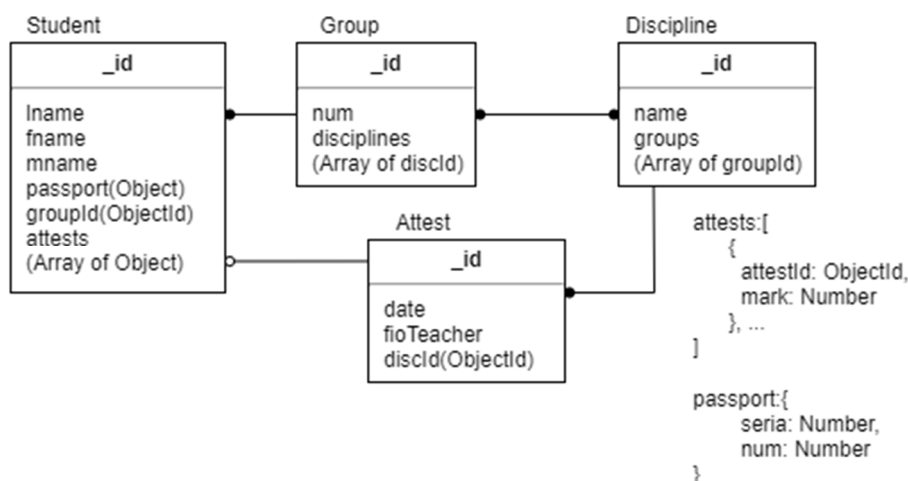 Student
_id
lname
fname
mname
passport(Object)
groupId(ObjectId)
attests
(Array of Object)
Group
_id
num
disciplines
(Array of discId)
Discipline
_id
name
groups
(Array of groupId)
Attest
_id
date
fioTeacher
discId(ObjectId)
attests:[
{
attestId: ObjectId,
mark: Number
}, ...
]
passport:{
seria: Number,
num: Number
}